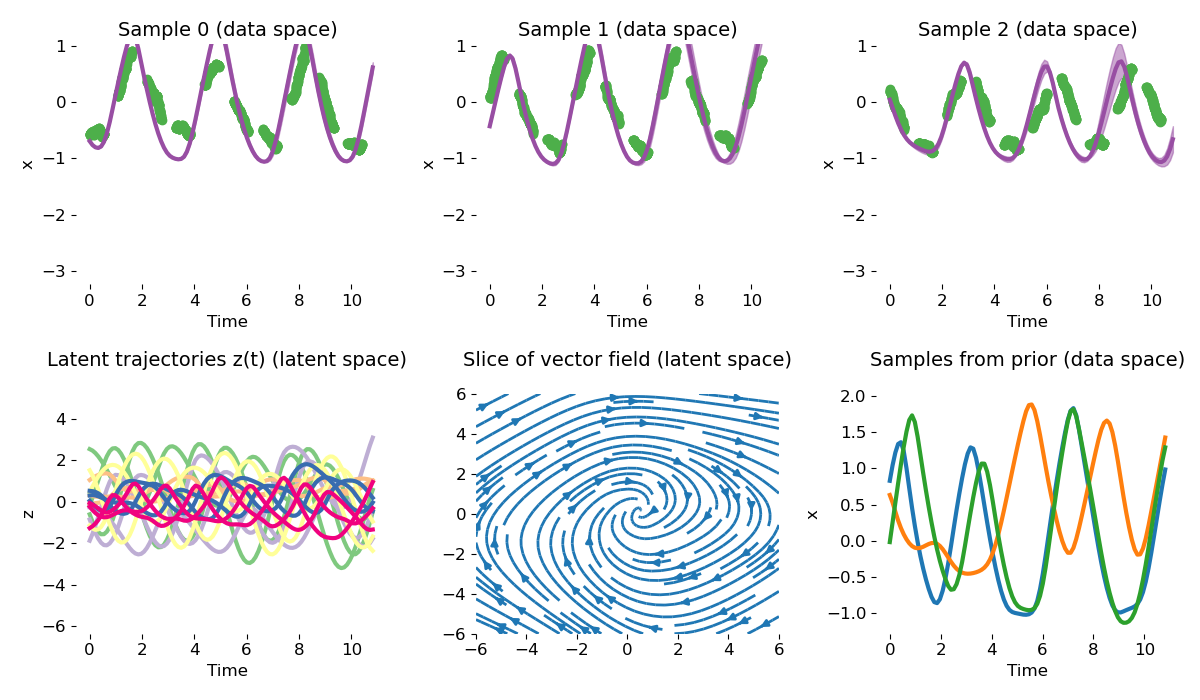 Sample 0 (data space)
Sample 1 (data space)
Sample 2 (data space)
1
0
−1
−2
−3
x
0 2 4 6 8 10
Time
1
0
−1
−2
−3
x
0 2 4 6 8 10
Time
1
0
−1
−2
−3
x
0 2 4 6 8 10
Time
Latent trajectories z(t) (latent space)
Slice of vector field (latent space)
Samples from prior (data space)
4
2
0
−2
−4
−6
z
0 2 4 6 8 10
Time
6
4
2
0
−2
−4
−6
−6 −4 −2 0 2 4 6
2.0
1.5
1.0
0.5
0.0
−0.5
−1.0
x
0 2 4 6 8 10
Time